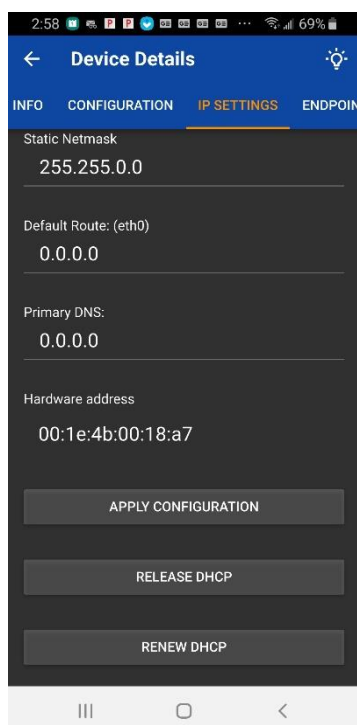 2:58 69%
Device Details
INFO CONFIGURATION IP SETTINGS ENDPOIN
Static Netmask
255.255.0.0
Default Route: (eth0)
0.0.0.0
Primary DNS:
0.0.0.0
Hardware address
00:1e:4b:00:18:a7
APPLY CONFIGURATION
RELEASE DHCP
RENEW DHCP